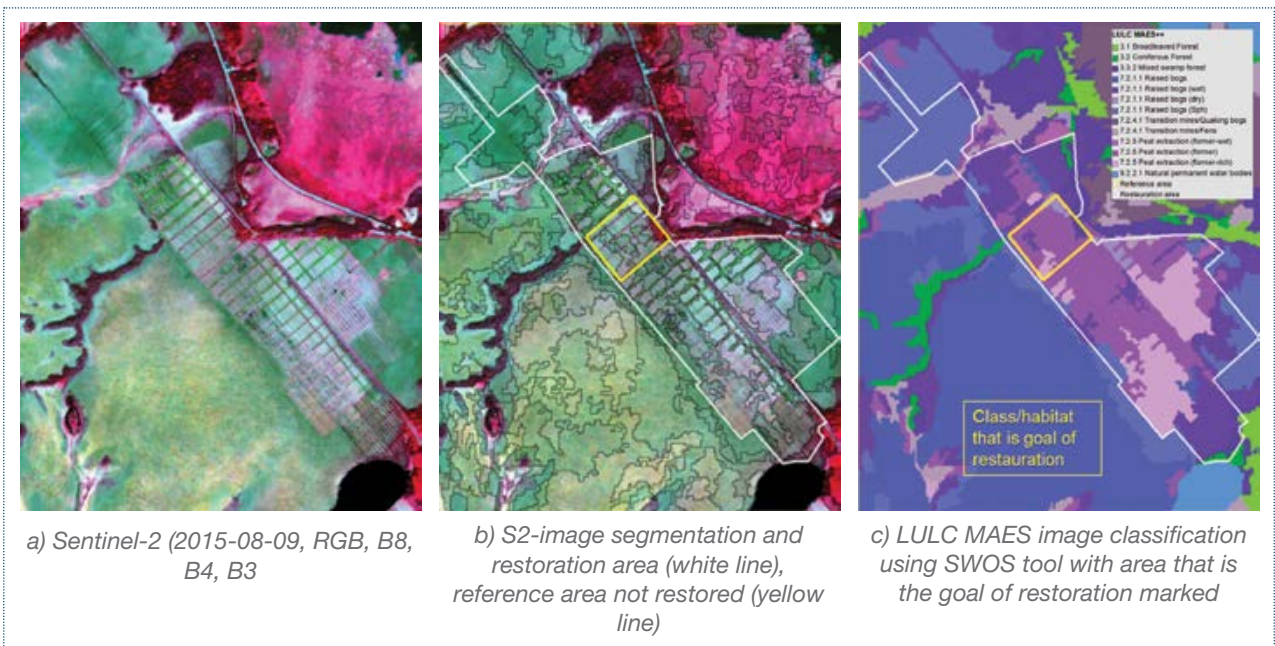 LULC MAES++
3.1 Broadleaved Forest
3.2 Coniferous Forest
3.3.2 Mixed swamp forest
7.2.1.1 Raised bogs
7.2.1.1 Raised bogs (wet)
7.2.1.1 Raised bogs (dry)
7.2.1.1 Raised bogs (Sph)
7.2.4.1 Transition mires/Quaking bogs
7.2.4.1 Transition mires/Fens
7.2.5 Peat extraction (former-wet)
7.2.5 Peat extraction (former)
7.2.5 Peat extraction (former-rich)
9.2.2.1 Natural permanent water bodies
Reference area
Restauration area
Class/habitat
that is goal of
restauration
a) Sentinel-2 (2015-08-09, RGB, B8,
B4, B3
b) S2-image segmentation and
restoration area (white line),
reference area not restored (yellow
line)
c) LULC MAES image classification
using SWOS tool with area that is
the goal of restoration marked